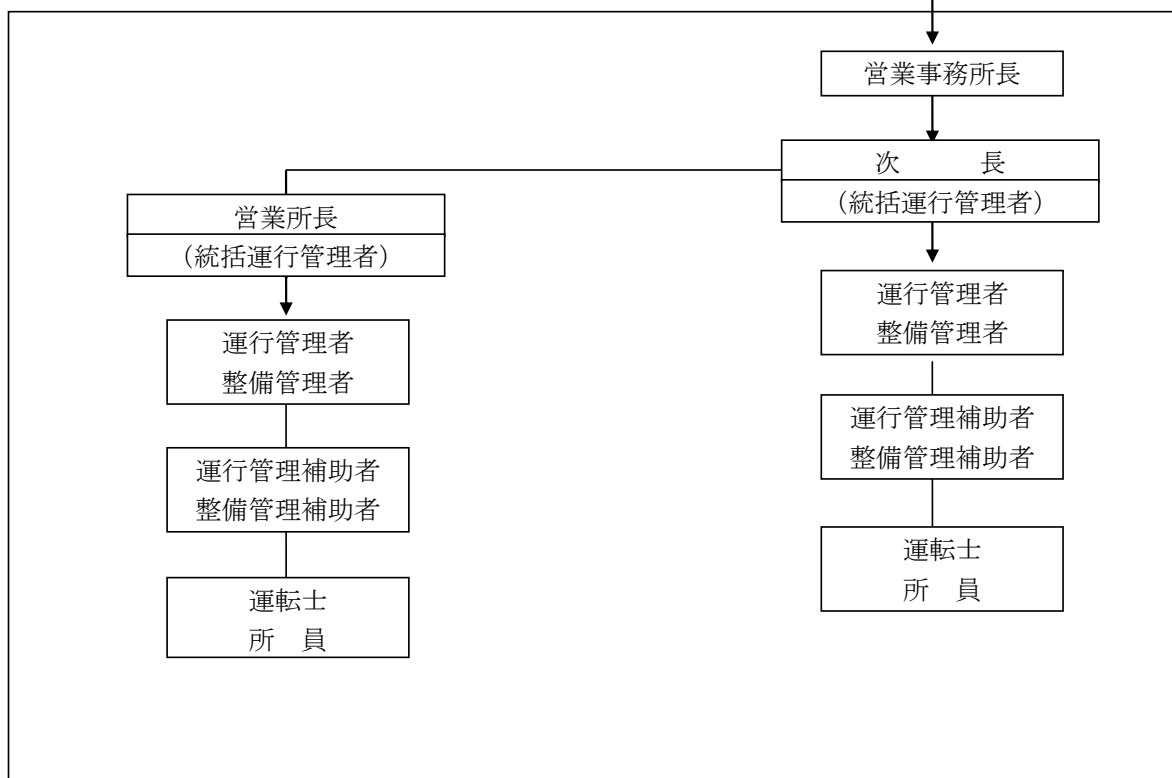 営業事務所長
次　　　長
（統括運行管理者）
営業所長
（統括運行管理者）
運行管理者
整備管理者
運行管理者
整備管理者
運行管理補助者
整備管理補助者
運行管理補助者
整備管理補助者
運転士
所　員
運転士
所　員